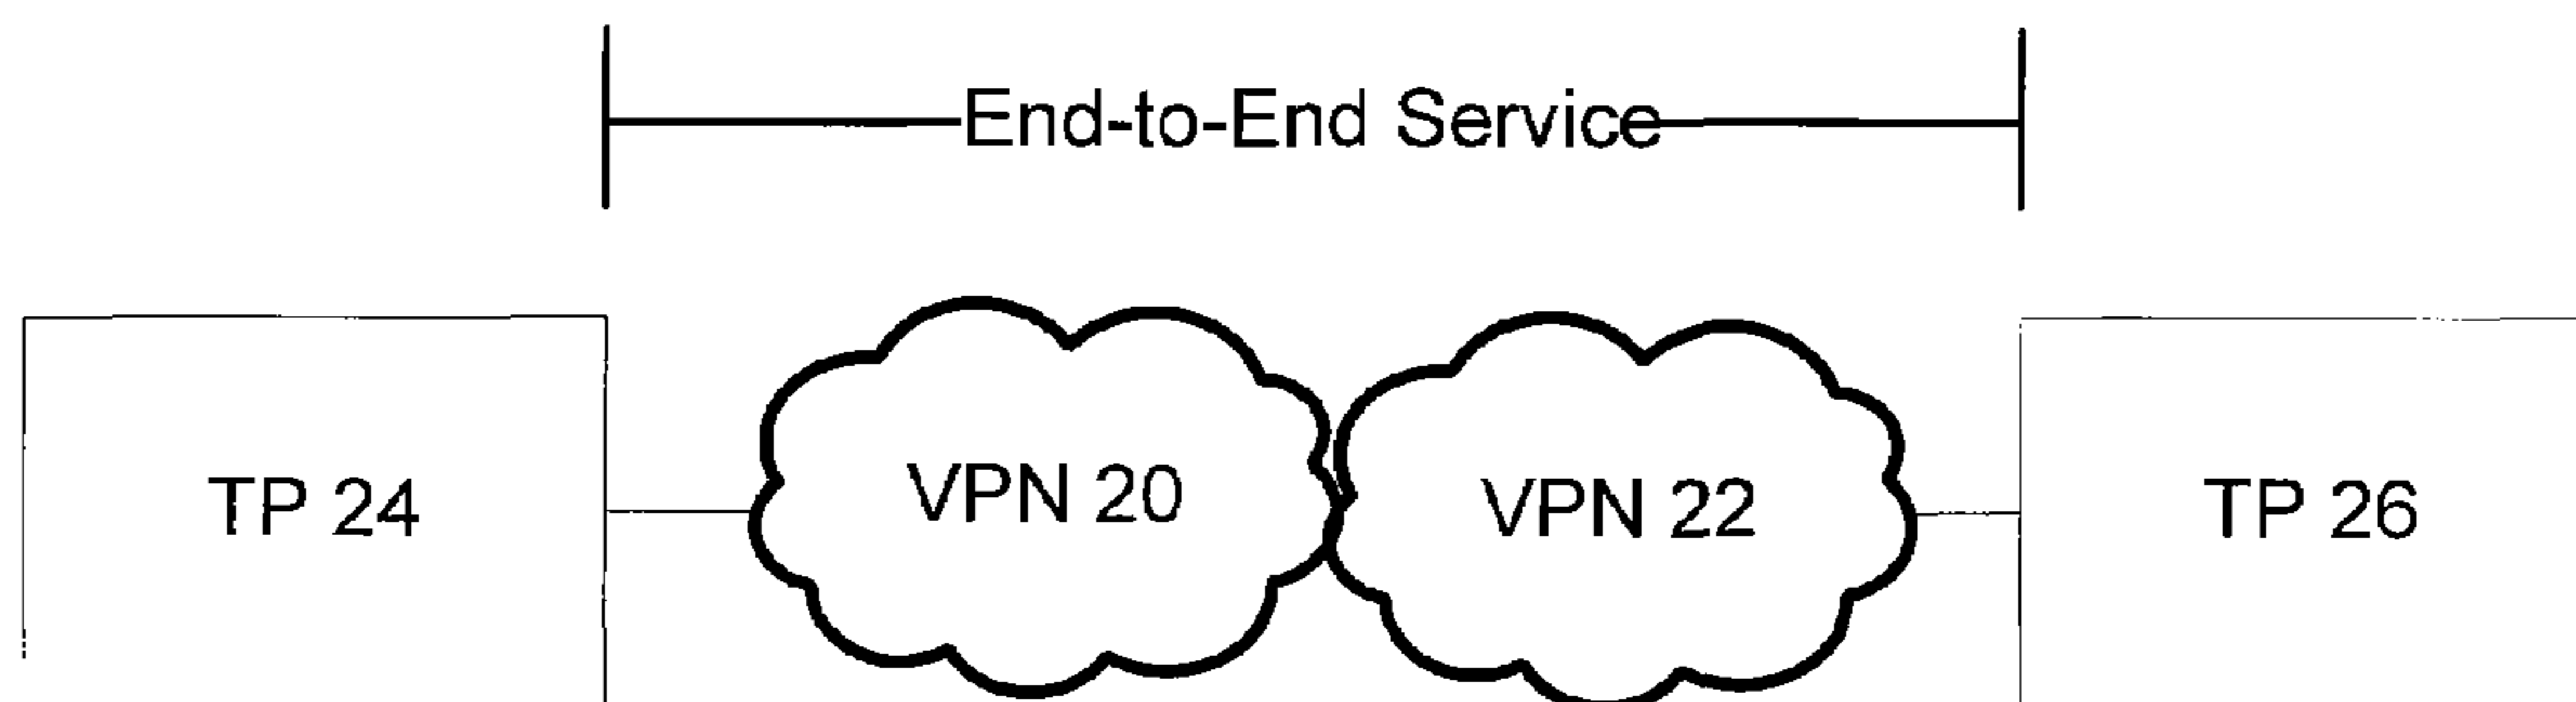 End-to-End Service
TP 24
VPN 20
VPN 22
TP 26